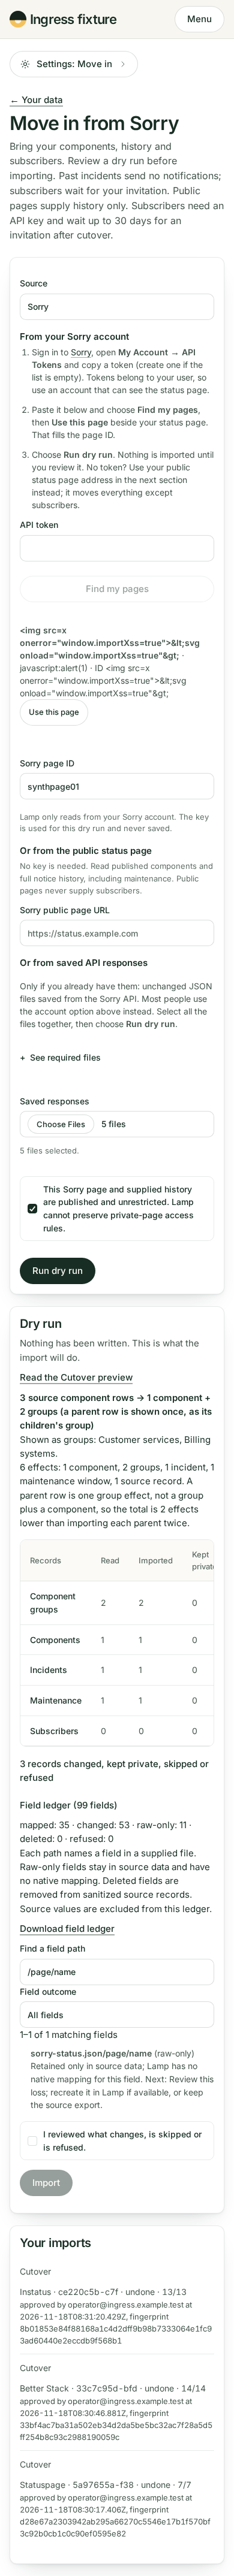 Ingress fixture
Menu
Settings: Move in
← Your data
Move in from Sorry
Bring your components, history and
subscribers. Review a dry run before
importing. Past incidents send no notifications;
subscribers wait for your invitation. Public
pages supply history only. Subscribers need an
API key and wait up to 30 days for an
invitation after cutover.
Source
Sorry
From your Sorry account
1. Sign in to Sorry, open My Account → API
Tokens and copy a token (create one if the
list is empty). Tokens belong to your user, so
use an account that can see the status page.
2. Paste it below and choose Find my pages,
then Use this page beside your status page.
That fills the page ID.
3. Choose Run dry run. Nothing is imported until
you review it. No token? Use your public
status page address in the next section
instead; it moves everything except
subscribers.
API token
Find my pages
<img src=x
onerror="window.importXss=true">&lt;svg
onload="window.importXss=true"&gt; ·
javascript:alert(1) · ID <img src=x
onerror="window.importXss=true">&lt;svg
onload="window.importXss=true"&gt;
Use this page
Sorry page ID
synthpage01
Lamp only reads from your Sorry account. The key
is used for this dry run and never saved.
Or from the public status page
No key is needed. Read published components and
full notice history, including maintenance. Public
pages never supply subscribers.
Sorry public page URL
https://status.example.com
Or from saved API responses
Only if you already have them: unchanged JSON
files saved from the Sorry API. Most people use
the account option above instead. Select all the
files together, then choose Run dry run.
+ See required files
Saved responses
Choose Files 5 files
5 files selected.
This Sorry page and supplied history
are published and unrestricted. Lamp
cannot preserve private-page access
rules.
Run dry run
Dry run
Nothing has been written. This is what the
import will do.
Read the Cutover preview
3 source component rows → 1 component +
2 groups (a parent row is shown once, as its
children's group)
Shown as groups: Customer services, Billing
systems.
6 effects: 1 component, 2 groups, 1 incident, 1
maintenance window, 1 source record. A
parent row is one group effect, not a group
plus a component, so the total is 2 effects
lower than importing each parent twice.
Records Read Imported Kept
private
Component
groups 2 2 0
Components 1 1 0
Incidents 1 1 0
Maintenance 1 1 0
Subscribers 0 0 0
3 records changed, kept private, skipped or
refused
Field ledger (99 fields)
mapped: 35 · changed: 53 · raw-only: 11 ·
deleted: 0 · refused: 0
Each path names a field in a supplied file.
Raw-only fields stay in source data and have
no native mapping. Deleted fields are
removed from sanitized source records.
Source values are excluded from this ledger.
Download field ledger
Find a field path
/page/name
Field outcome
All fields
1–1 of 1 matching fields
sorry-status.json/page/name (raw-only)
Retained only in source data; Lamp has no
native mapping for this field. Next: Review this
loss; recreate it in Lamp if available, or keep
the source export.
I reviewed what changes, is skipped or
is refused.
Import
Your imports
Cutover
Instatus · ce220c5b-c7f · undone · 13/13
approved by operator@ingress.example.test at
2026-11-18T08:31:20.429Z, fingerprint
8b01853e84f88168a1c4d2dff9b98b7333064e1fc9
3ad60440e2eccdb9f568b1
Cutover
Better Stack · 33c7c95d-bfd · undone · 14/14
approved by operator@ingress.example.test at
2026-11-18T08:30:46.881Z, fingerprint
33bf4ac7ba31a502eb34d2da5be5bc32ac7f28a5d5
ff254b8c93c2988190059c
Cutover
Statuspage · 5a97655a-f38 · undone · 7/7
approved by operator@ingress.example.test at
2026-11-18T08:30:17.406Z, fingerprint
d28e67a2303942ab295a66270c5546e17b1f570bf
3c92b0cb1c0c90ef0595e82